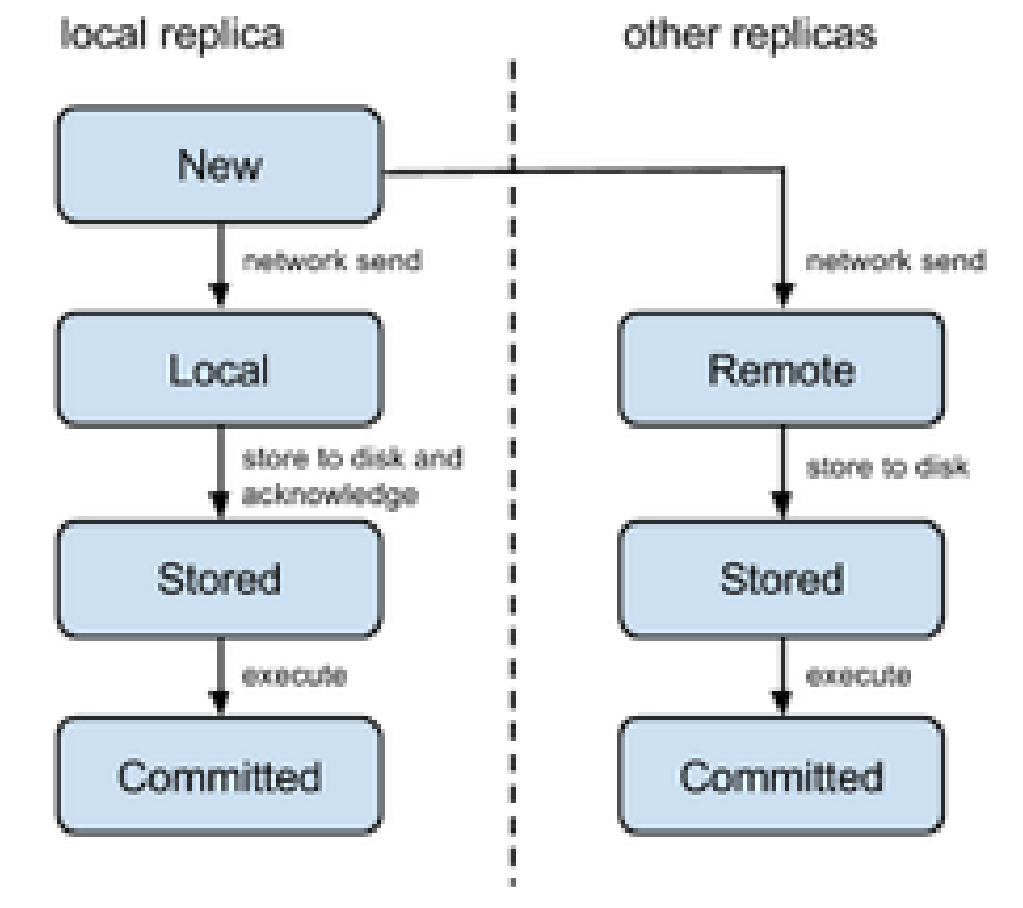 local replica
other replicas
New
network send
network send
Local
Remote
store to disk and
acknowledge
store to disk
Stored
Stored
execute
execute
Committed
Committed